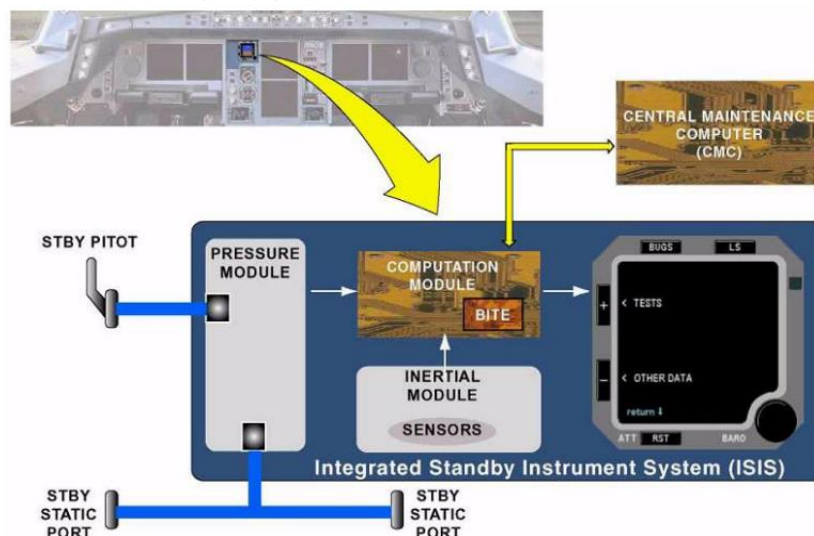 CENTRAL MAINTENANCE
COMPUTER
(CMC)
STBY PITOT
PRESSURE
MODULE
COMPUTATION
MODULE
BITE
INERTIAL
MODULE
SENSORS
BUGS
LS
+
< TESTS
-
< OTHER DATA
return ↓
ATT
RST
BARO
Integrated Standby Instrument System (ISIS)
STBY
STATIC
PORT
STBY
STATIC
PORT